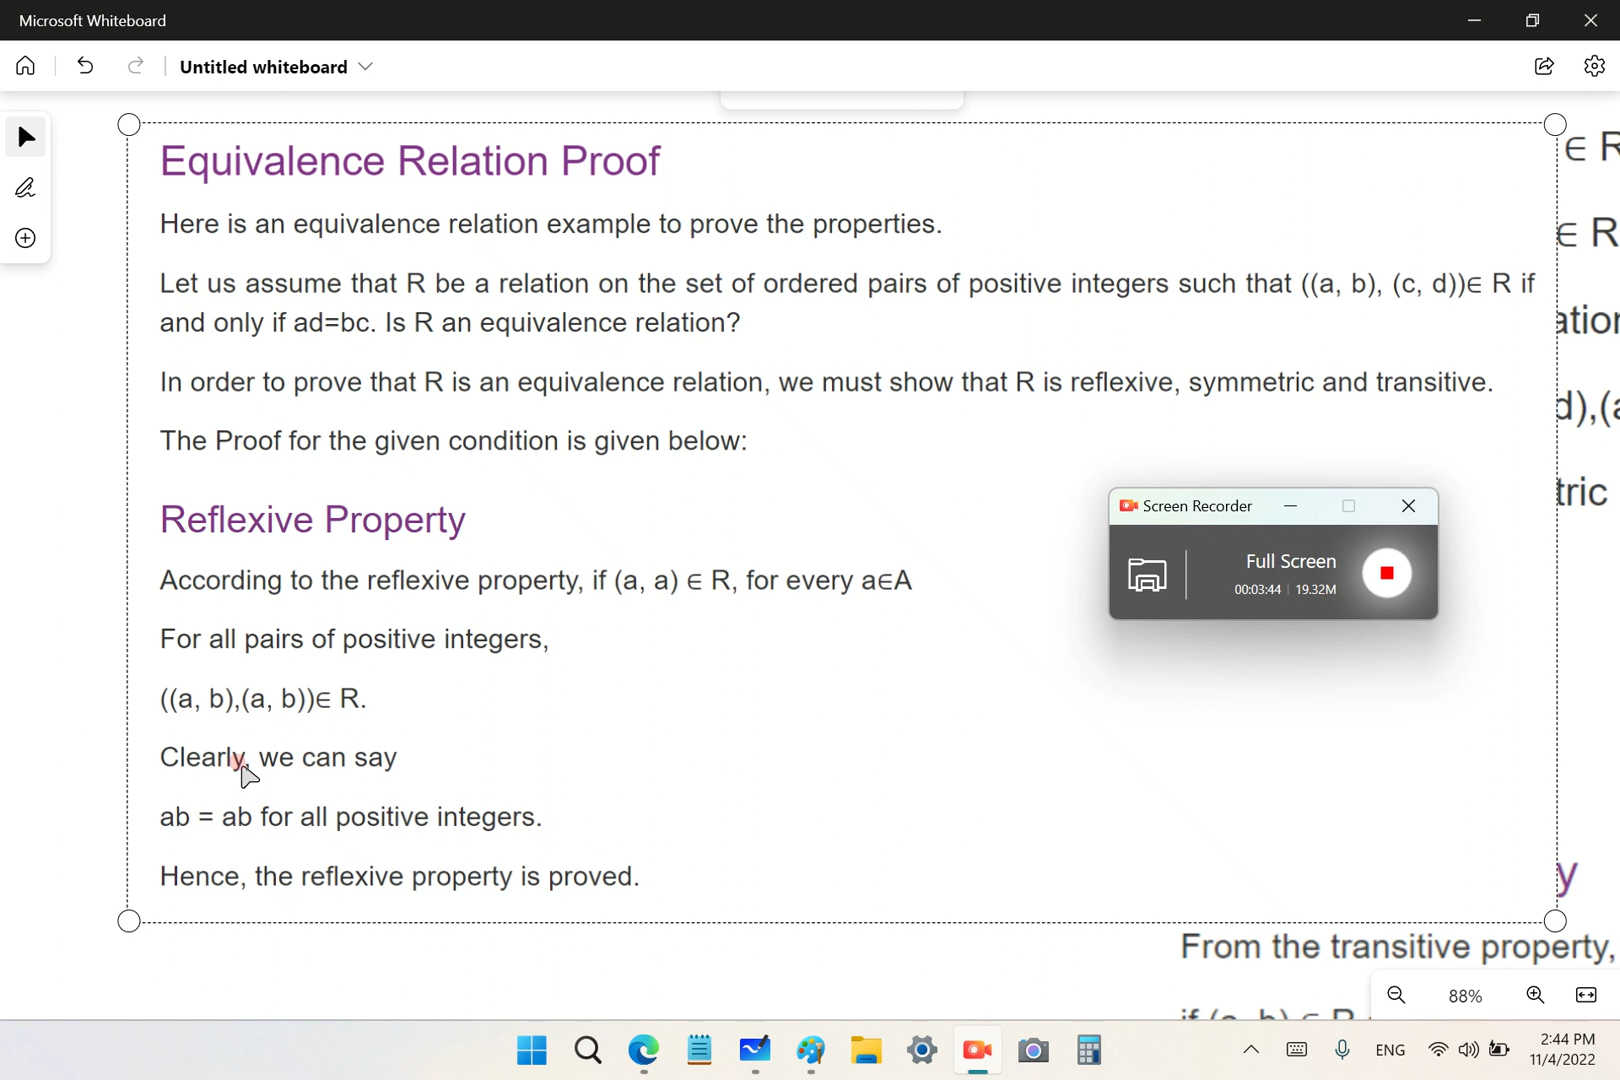 Microsoft Whiteboard
Untitled whiteboard
Equivalence Relation Proof
Here is an equivalence relation example to prove the properties.
Let us assume that R be a relation on the set of ordered pairs of positive integers such that ((a, b), (c, d))∈ R if
and only if ad=bc. Is R an equivalence relation?
In order to prove that R is an equivalence relation, we must show that R is reflexive, symmetric and transitive.
The Proof for the given condition is given below:
Reflexive Property
According to the reflexive property, if (a, a) ∈ R, for every a∈A
For all pairs of positive integers,
((a, b),(a, b))∈ R.
Clearly, we can say
ab = ab for all positive integers.
Hence, the reflexive property is proved.
∈ R
∈ R
d),(a
tric
y
From the transitive property,
Screen Recorder
Full Screen
00:03:44 | 19.32M
88%
ENG
2:44 PM
11/4/2022